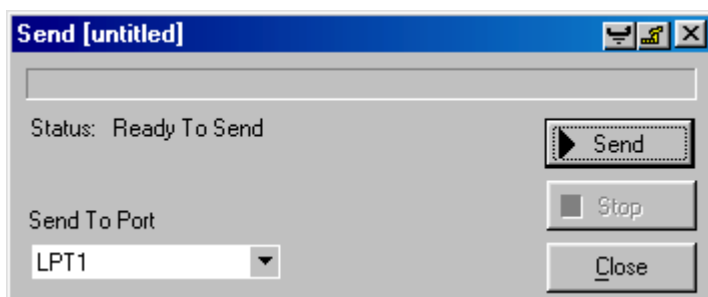 Send [untitled]
Status: Ready To Send
Send
Stop
Send To Port
LPT1
Close